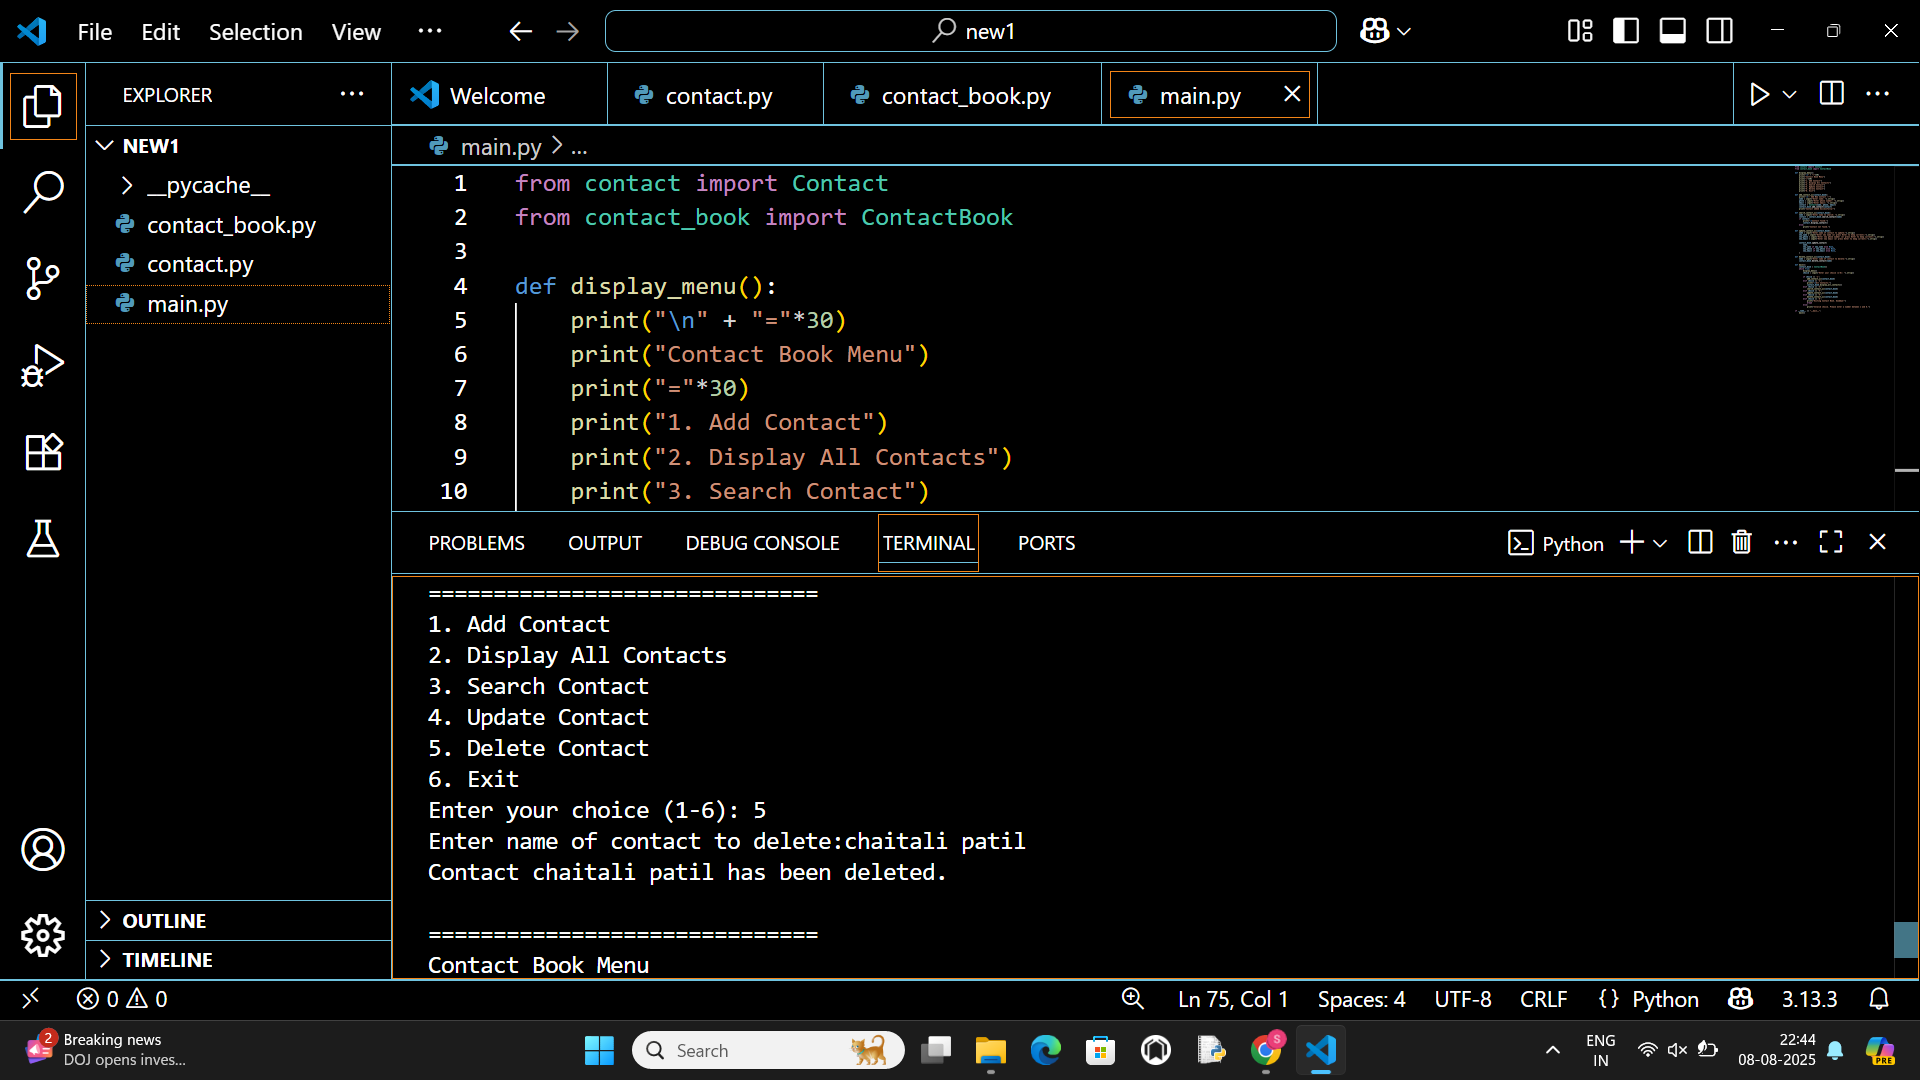 File Edit Selection View ...
new1
EXPLORER ...
Welcome
contact.py
contact_book.py
main.py
main.py > ...
NEW1
__pycache__
contact_book.py
contact.py
main.py
OUTLINE
TIMELINE
1 from contact import Contact
2 from contact_book import ContactBook
3
4 def display_menu():
5 print("\n" + "="*30)
6 print("Contact Book Menu")
7 print("="*30)
8 print("1. Add Contact")
9 print("2. Display All Contacts")
10 print("3. Search Contact")
PROBLEMS OUTPUT DEBUG CONSOLE TERMINAL PORTS
Python
==============================
1. Add Contact
2. Display All Contacts
3. Search Contact
4. Update Contact
5. Delete Contact
6. Exit
Enter your choice (1-6): 5
Enter name of contact to delete:chaitali patil
Contact chaitali patil has been deleted.
==============================
Contact Book Menu
0 0
Ln 75, Col 1 Spaces: 4 UTF-8 CRLF {} Python 3.13.3
2
Breaking news
DOJ opens inves...
Search
S
ENG
IN
22:44
08-08-2025
PRE